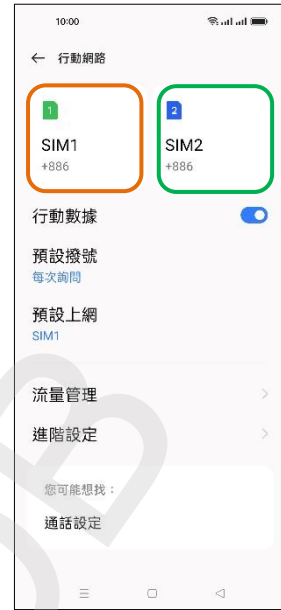 10:00
← 行動網路
1
SIM1
+886
2
SIM2
+886
行動數據
預設撥號
每次詢問
預設上網
SIM1
流量管理
進階設定
您可能想找：
通話設定